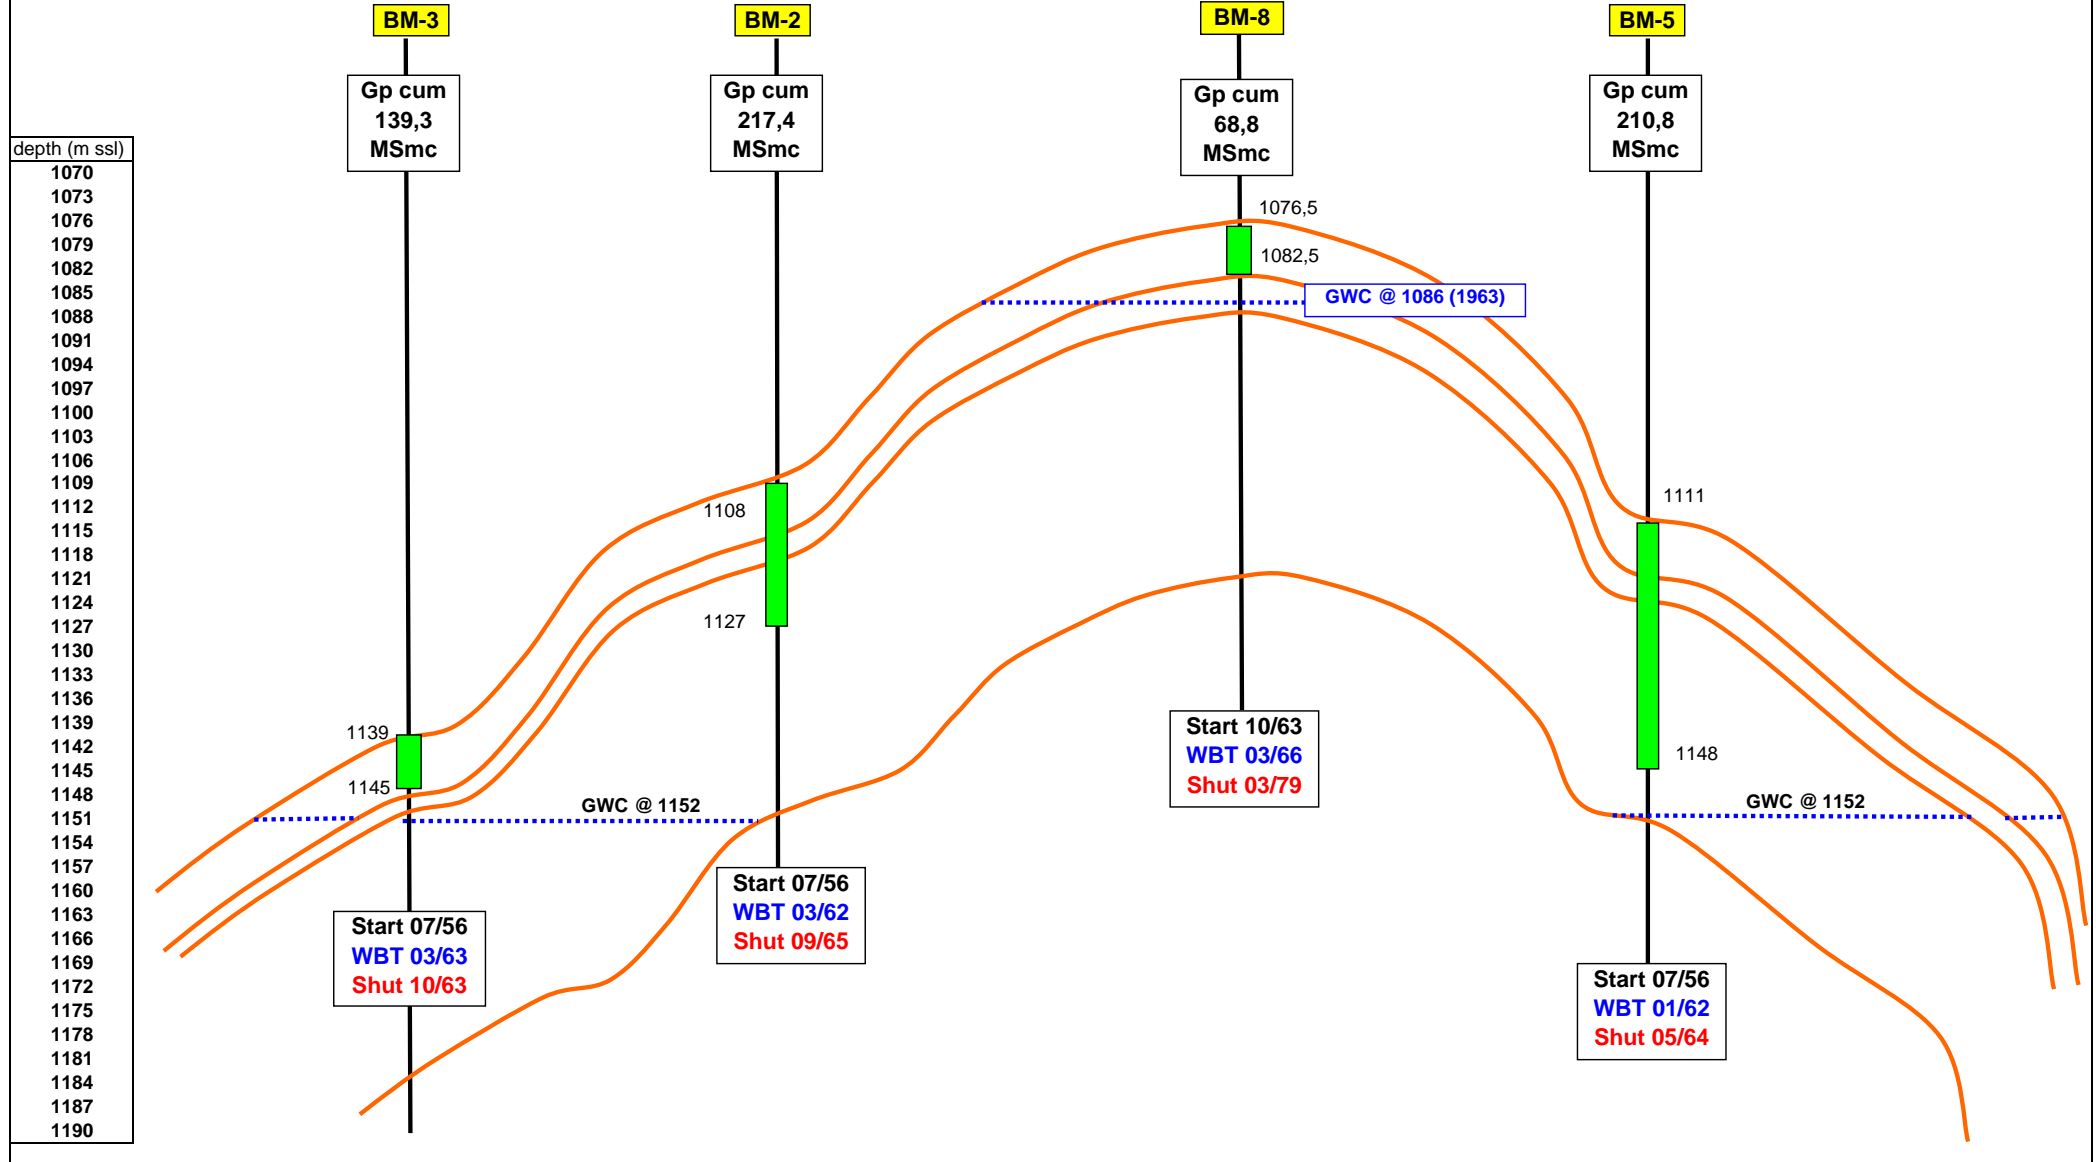 BM-3
BM-2
BM-8
BM-5
Gp cum
139,3
MSmc
Gp cum
217,4
MSmc
Gp cum
68,8
MSmc
Gp cum
210,8
MSmc
depth (m ssl)
1070
1073
1076
1079
1082
1085
1088
1091
1094
1097
1100
1103
1106
1109
1112
1115
1118
1121
1124
1127
1130
1133
1136
1139
1142
1145
1148
1151
1154
1157
1160
1163
1166
1169
1172
1175
1178
1181
1184
1187
1190
1076,5
1082,5
GWC @ 1086 (1963)
1108
1127
1111
1148
1139
1145
GWC @ 1152
GWC @ 1152
Start 07/56
WBT 03/63
Shut 10/63
Start 07/56
WBT 03/62
Shut 09/65
Start 10/63
WBT 03/66
Shut 03/79
Start 07/56
WBT 01/62
Shut 05/64